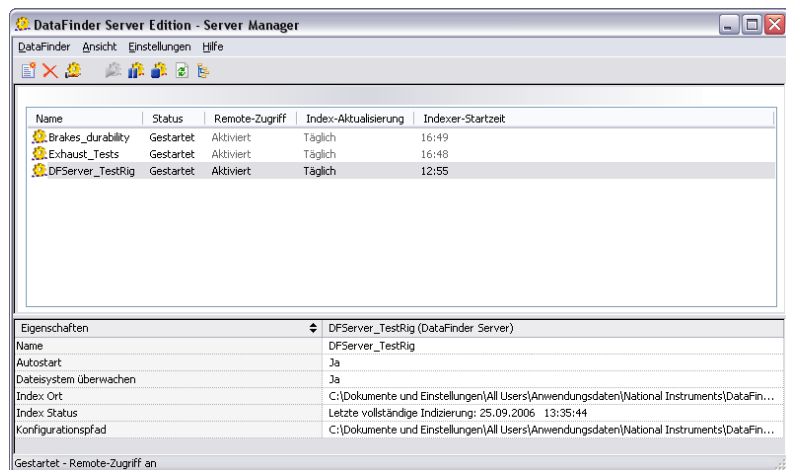 DataFinder Server Edition - Server Manager
DataFinder Ansicht Einstellungen Hilfe
Name Status Remote-Zugriff Index-Aktualisierung Indexer-Startzeit
Brakes_durability Gestartet Aktiviert Täglich 16:49
Exhaust_Tests Gestartet Aktiviert Täglich 16:48
DFServer_TestRig Gestartet Aktiviert Täglich 12:55
Eigenschaften DFServer_TestRig (DataFinder Server)
Name DFServer_TestRig
Autostart Ja
Dateisystem überwachen Ja
Index Ort C:\Dokumente und Einstellungen\All Users\Anwendungsdaten\National Instruments\DataFin...
Index Status Letzte vollständige Indizierung: 25.09.2006 13:35:44
Konfigurationspfad C:\Dokumente und Einstellungen\All Users\Anwendungsdaten\National Instruments\DataFin...
Gestartet - Remote-Zugriff an